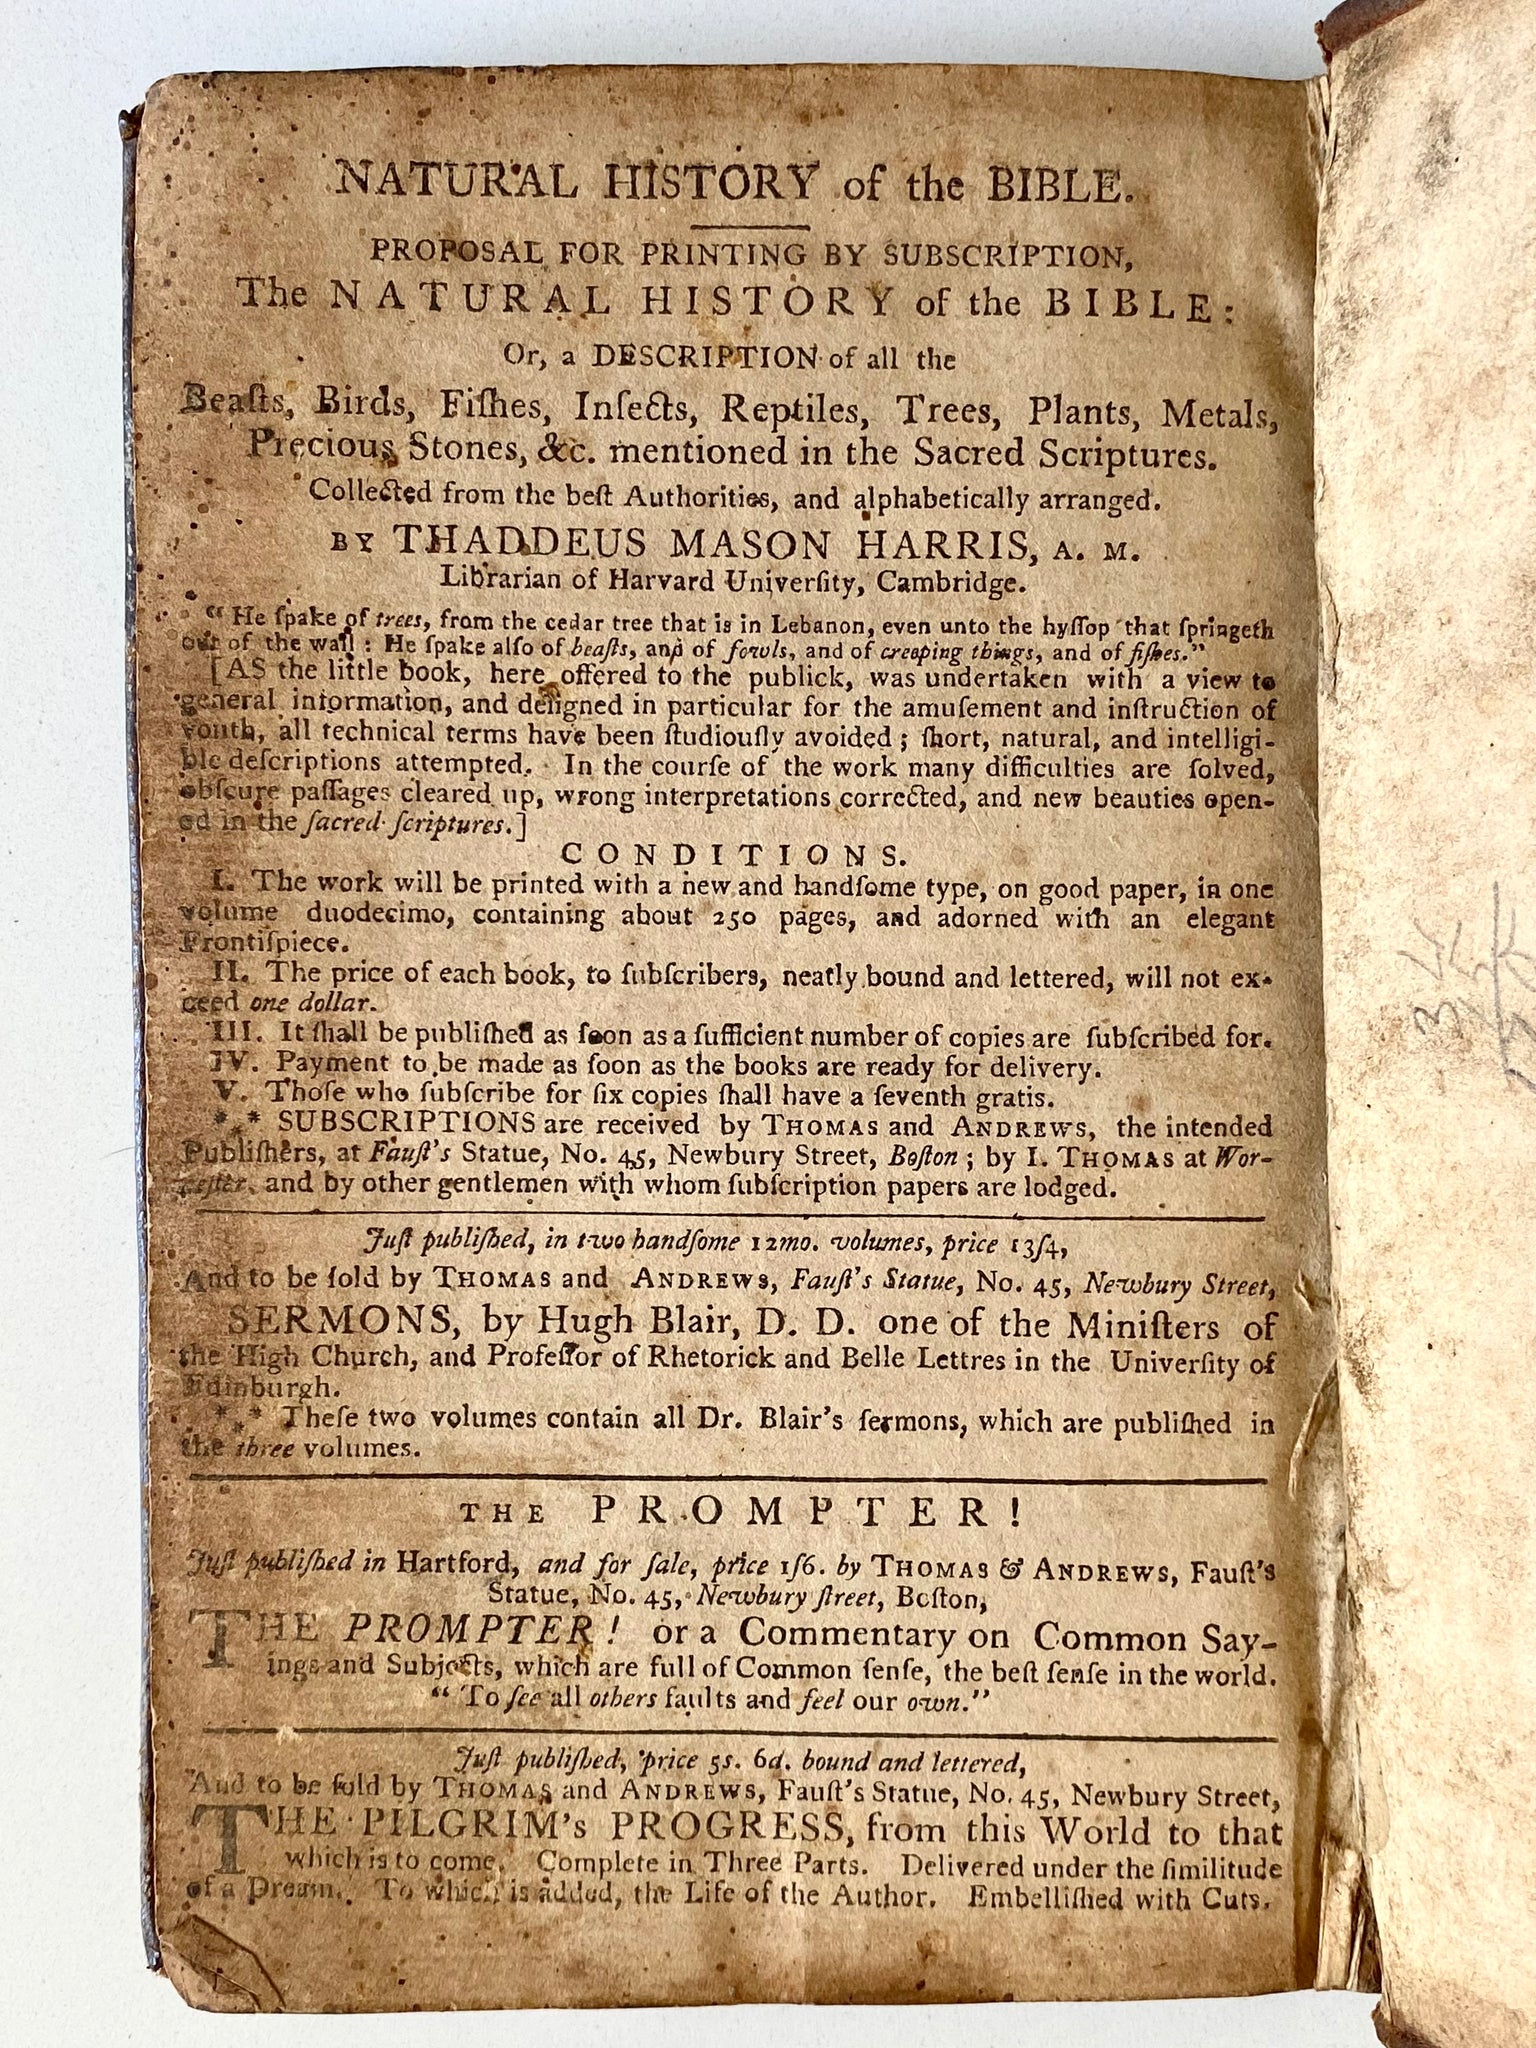 NATURAL HISTORY of the BIBLE.
PROPOSAL FOR PRINTING BY SUBSCRIPTION,
The NATURAL HISTORY of the BIBLE:
Or, a DESCRIPTION of all the
Beaſts, Birds, Fiſhes, Inſects, Reptiles, Trees, Plants, Metals,
Precious Stones, &c. mentioned in the Sacred Scriptures.
Collected from the beſt Authorities, and alphabetically arranged.
BY THADDEUS MASON HARRIS, A. M.
Librarian of Harvard Univerſity, Cambridge.
“He ſpake of trees, from the cedar tree that is in Lebanon, even unto the hyſſop that ſpringeth
out of the wall: He ſpake alſo of beaſts, and of fowls, and of creeping things, and of fiſhes.”
[AS the little book, here offered to the publick, was undertaken with a view to
general information, and deſigned in particular for the amuſement and inſtruction of
youth, all technical terms have been ſtudiouſly avoided; ſhort, natural, and intelligi-
ble deſcriptions attempted. In the courſe of the work many difficulties are ſolved,
obſcure paſſages cleared up, wrong interpretations corrected, and new beauties open-
ed in the ſacred ſcriptures.]
CONDITIONS.
I. The work will be printed with a new and handſome type, on good paper, in one
volume duodecimo, containing about 250 pages, and adorned with an elegant
Frontiſpiece.
II. The price of each book, to ſubſcribers, neatly bound and lettered, will not ex-
ceed one dollar.
III. It ſhall be publiſhed as ſoon as a ſufficient number of copies are ſubſcribed for.
IV. Payment to be made as ſoon as the books are ready for delivery.
V. Thoſe who ſubſcribe for ſix copies ſhall have a ſeventh gratis.
*** SUBSCRIPTIONS are received by THOMAS and ANDREWS, the intended
Publiſhers, at Fauſt's Statue, No. 45, Newbury Street, Boſton; by I. THOMAS at Wor-
ceſter, and by other gentlemen with whom ſubſcription papers are lodged.
Juſt publiſhed, in two handſome 12mo. volumes, price 13ſ4,
And to be ſold by THOMAS and ANDREWS, Fauſt's Statue, No. 45, Newbury Street,
SERMONS, by Hugh Blair, D. D. one of the Miniſters of
the High Church, and Profeſſor of Rhetorick and Belle Lettres in the Univerſity of
Edinburgh.
*** Theſe two volumes contain all Dr. Blair's ſermons, which are publiſhed in
the three volumes.
THE PROMPTER!
Juſt publiſhed in Hartford, and for ſale, price 1ſ6. by THOMAS & ANDREWS, Fauſt's
Statue, No. 45, Newbury ſtreet, Boſton,
THE PROMPTER! or a Commentary on Common Say-
ings and Subjects, which are full of Common ſenſe, the beſt ſenſe in the world.
“To ſee all others faults and feel our own.”
Juſt publiſhed, price 5s. 6d. bound and lettered,
And to be ſold by THOMAS and ANDREWS, Fauſt's Statue, No. 45, Newbury Street,
THE PILGRIM's PROGRESS, from this World to that
which is to come. Complete in Three Parts. Delivered under the ſimilitude
of a Dream. To which is added, the Life of the Author. Embelliſhed with Cuts.